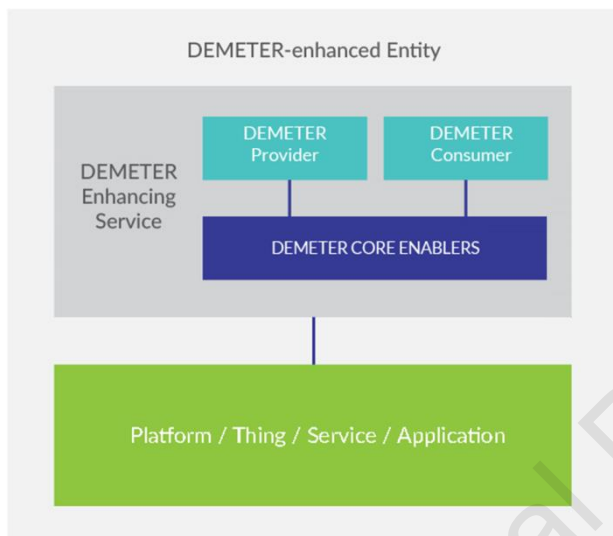 DEMETER-enhanced Entity
DEMETER
Enhancing
Service
DEMETER
Provider
DEMETER
Consumer
DEMETER CORE ENABLERS
Platform / Thing / Service / Application